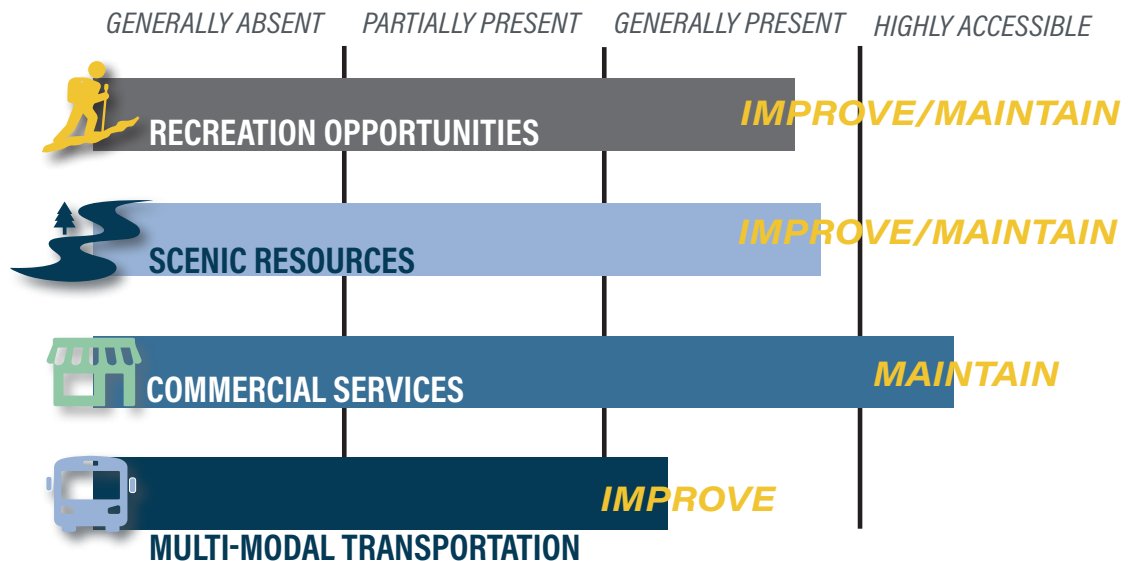 GENERALLY ABSENT PARTIALLY PRESENT GENERALLY PRESENT HIGHLY ACCESSIBLE
IMPROVE/MAINTAIN
RECREATION OPPORTUNITIES
IMPROVE/MAINTAIN
SCENIC RESOURCES
MAINTAIN
COMMERCIAL SERVICES
IMPROVE
MULTI-MODAL TRANSPORTATION